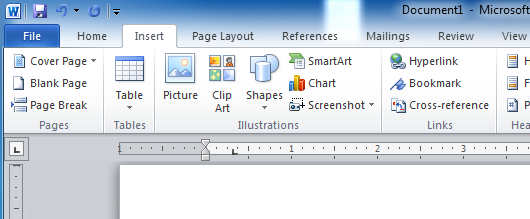 Document1 - Microsoft
File Home Insert Page Layout References Mailings Review View
Cover Page
Blank Page
Page Break
Pages
Table
Tables
Picture
Clip
Art
Shapes
SmartArt
Chart
Screenshot
Illustrations
Hyperlink
Bookmark
Cross-reference
Links
H
F
Hea
1 1 2 3